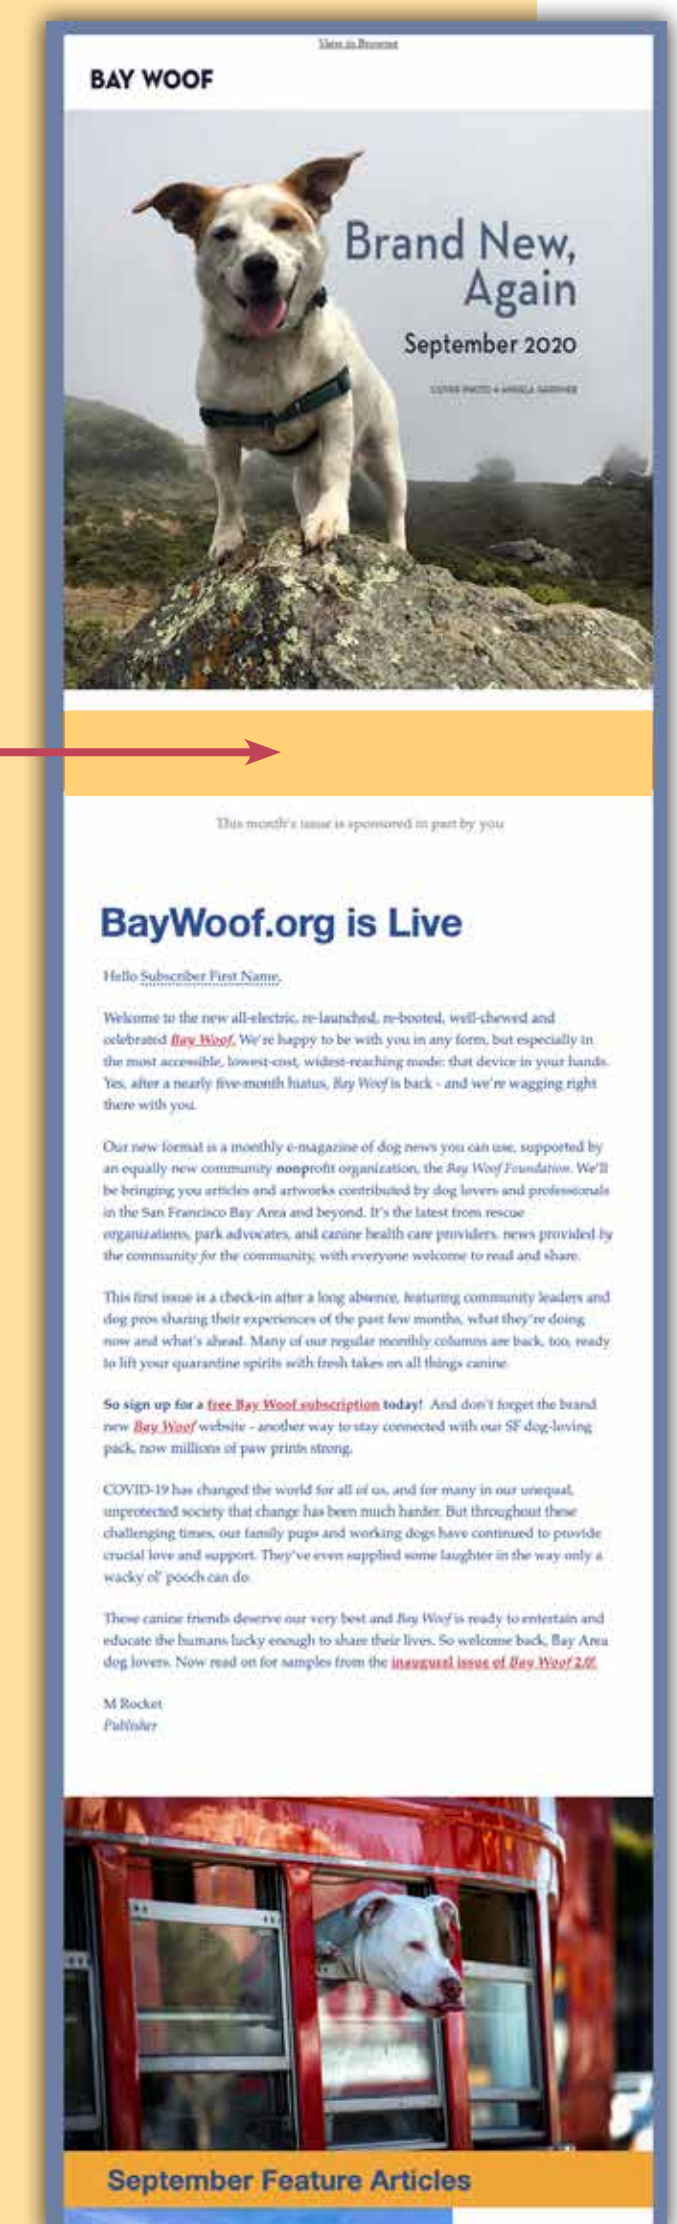 View in Browser
BAY WOOF
Brand New,
Again
September 2020
COVER PHOTO • ANGELA GARDNER
This month's issue is sponsored in part by you
BayWoof.org is Live
Hello Subscriber First Name,
Welcome to the new all-electric, re-launched, re-booted, well-chewed and
celebrated Bay Woof. We're happy to be with you in any form, but especially in
the most accessible, lowest-cost, widest-reaching mode: that device in your hands.
Yes, after a nearly five-month hiatus, Bay Woof is back - and we're wagging right
there with you.
Our new format is a monthly e-magazine of dog news you can use, supported by
an equally new community nonprofit organization, the Bay Woof Foundation. We'll
be bringing you articles and artworks contributed by dog lovers and professionals
in the San Francisco Bay Area and beyond. It's the latest from rescue
organizations, park advocates, and canine health care providers. news provided by
the community for the community, with everyone welcome to read and share.
This first issue is a check-in after a long absence, featuring community leaders and
dog pros sharing their experiences of the past few months, what they're doing
now and what's ahead. Many of our regular monthly columns are back, too, ready
to lift your quarantine spirits with fresh takes on all things canine.
So sign up for a free Bay Woof subscription today! And don't forget the brand
new Bay Woof website - another way to stay connected with our SF dog-loving
pack, now millions of paw prints strong.
COVID-19 has changed the world for all of us, and for many in our unequal,
unprotected society that change has been much harder. But throughout these
challenging times, our family pups and working dogs have continued to provide
crucial love and support. They've even supplied some laughter in the way only a
wacky ol' pooch can do.
These canine friends deserve our very best and Bay Woof is ready to entertain and
educate the humans lucky enough to share their lives. So welcome back, Bay Area
dog lovers. Now read on for samples from the inaugural issue of Bay Woof 2.0!
M Rocket
Publisher
September Feature Articles